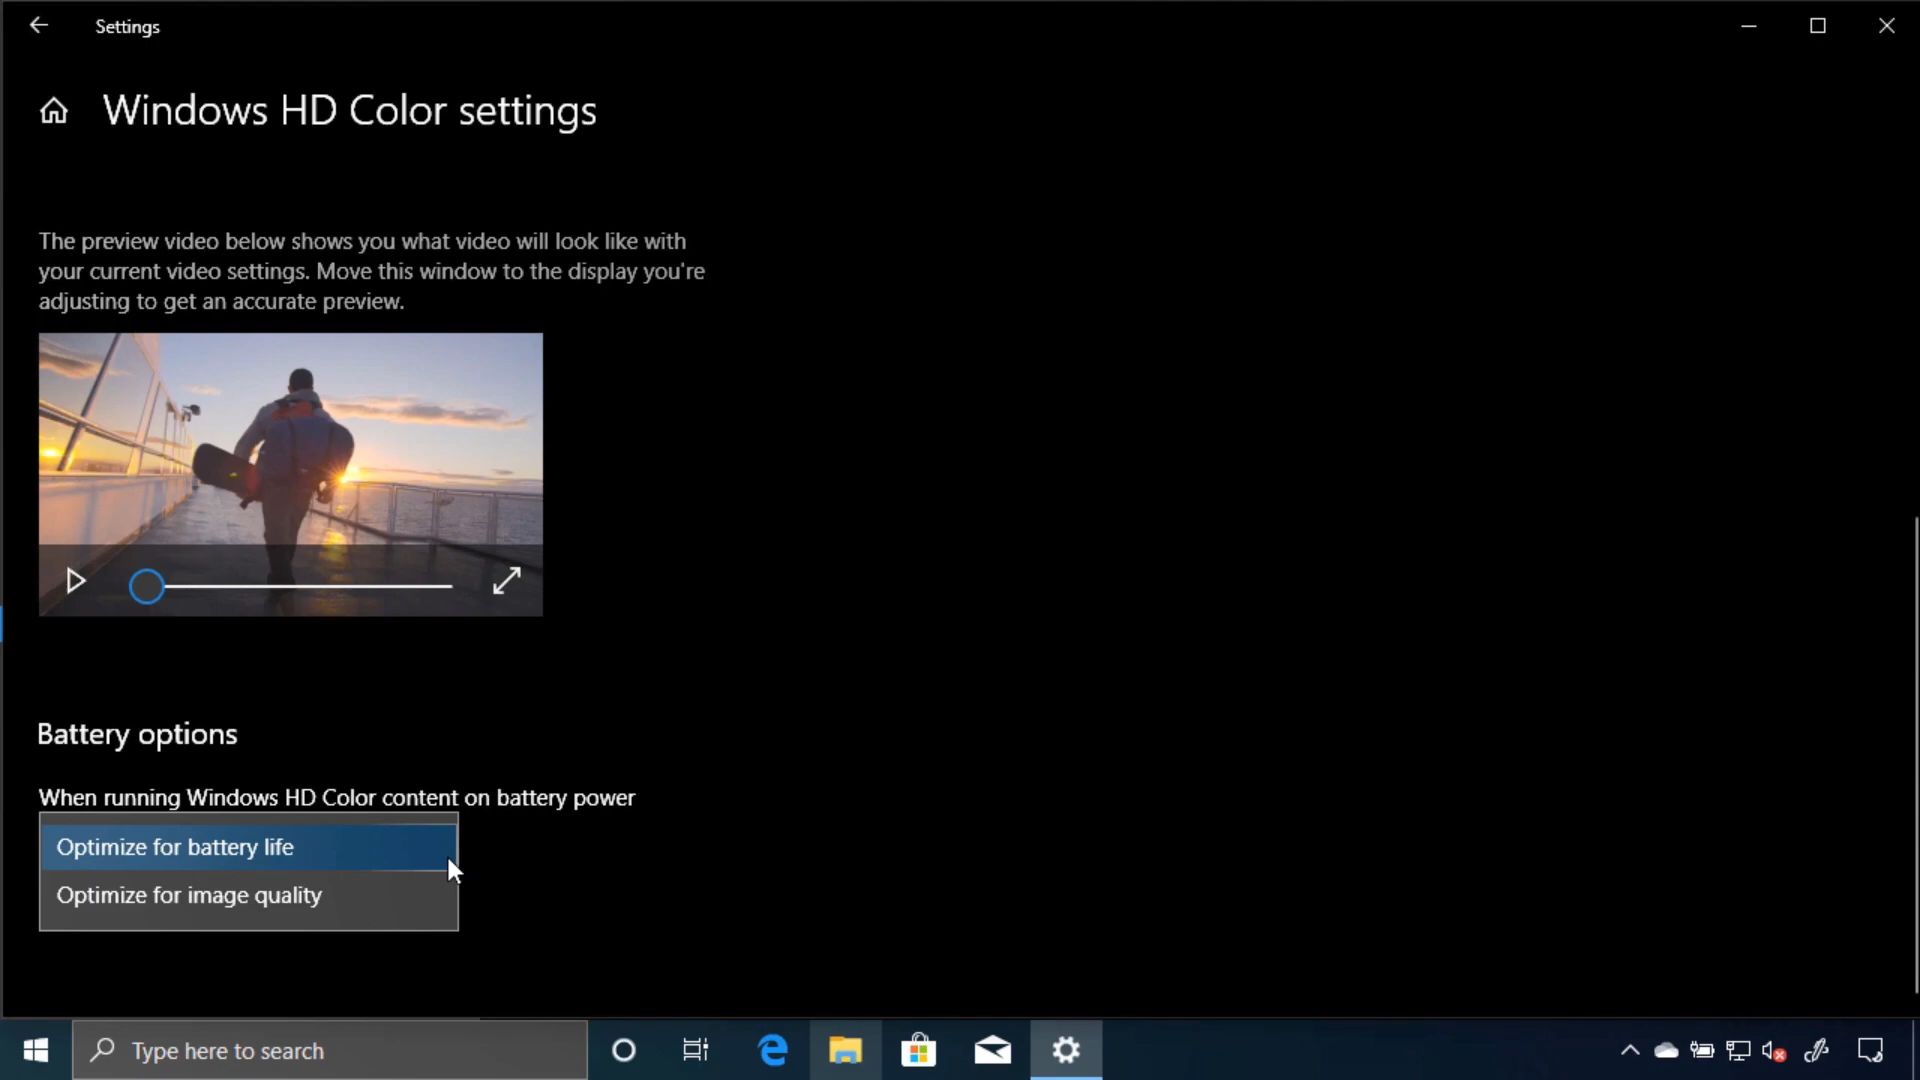 Settings
Windows HD Color settings
The preview video below shows you what video will look like with
your current video settings. Move this window to the display you're
adjusting to get an accurate preview.
Battery options
When running Windows HD Color content on battery power
Optimize for battery life
Optimize for image quality
Type here to search